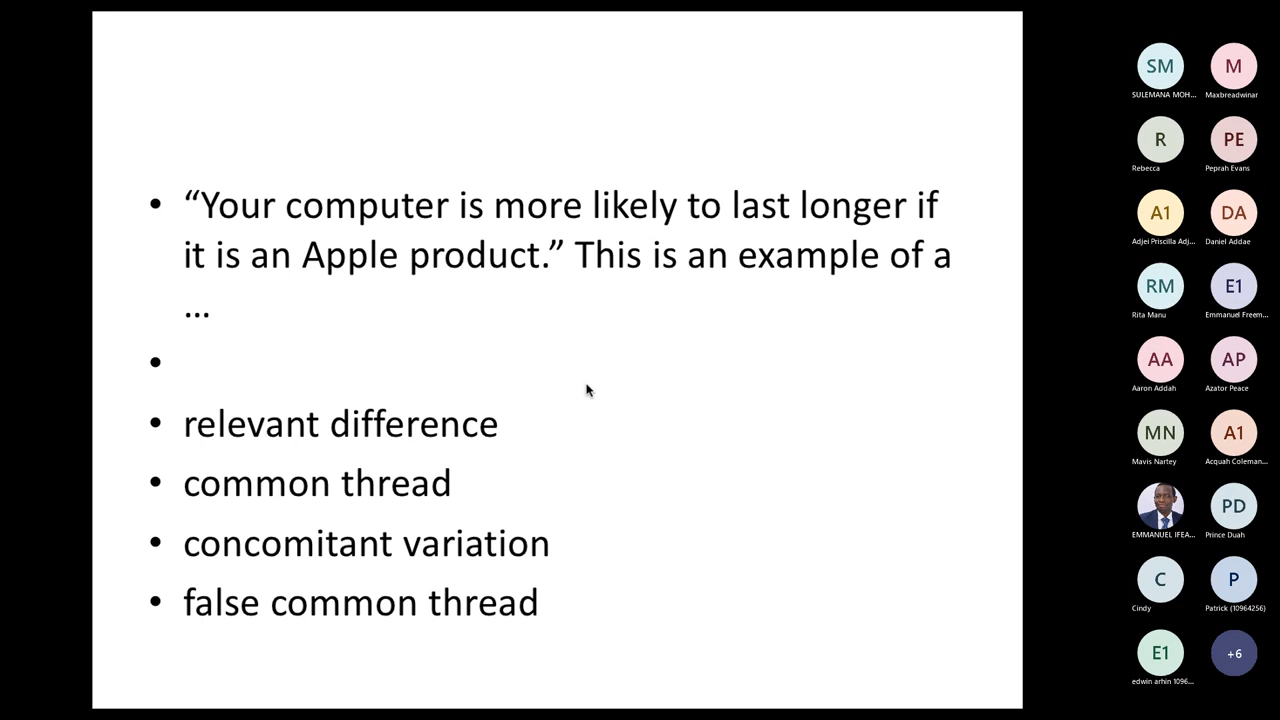 • “Your computer is more likely to last longer if
it is an Apple product.” This is an example of a
...
•
• relevant difference
• common thread
• concomitant variation
• false common thread
SM M
SULEMANA MOH... Maxbreadwinar
R PE
Rebecca Peprah Evans
A1 DA
Adjei Priscilla Adj... Daniel Addae
RM E1
Rita Manu Emmanuel Freem...
AA AP
Aaron Addah Azator Peace
MN A1
Mavis Nartey Acquah Coleman...
PD
EMMANUEL IFEA... Prince Duah
C P
Cindy Patrick (10964256)
E1 +6
edwin arhin 1096...